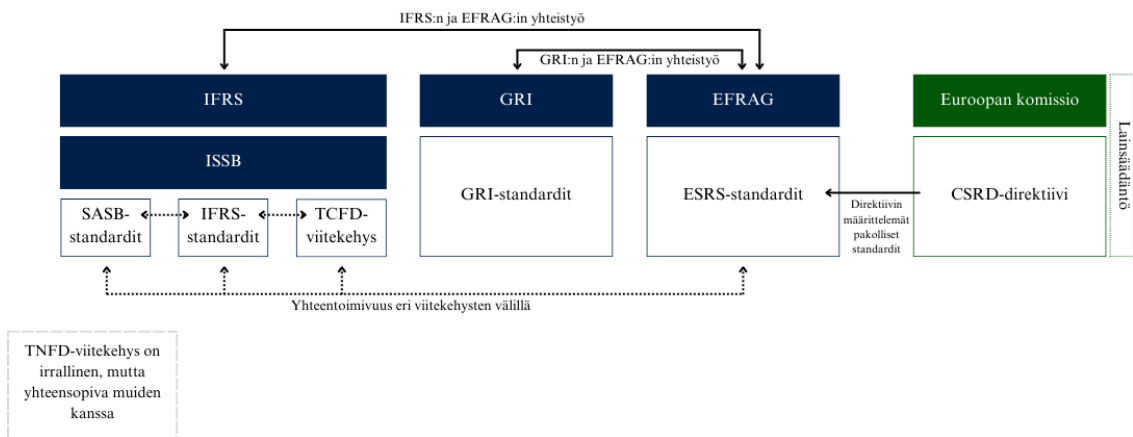 IFRS:n ja EFRAG:in yhteistyö
GRI:n ja EFRAG:in yhteistyö
IFRS
GRI
EFRAG
Euroopan komissio
Lainsäädäntö
ISSB
GRI-standardit
ESRS-standardit
CSRD-direktiivi
Direktiivin
määrittelemät
pakolliset
standardit
SASB-
standardit
IFRS-
standardit
TCFD-
viitekehys
Yhteentoimivuus eri viitekehysten välillä
TNFD-viitekehys on
irrallinen, mutta
yhteensopiva muiden
kanssa